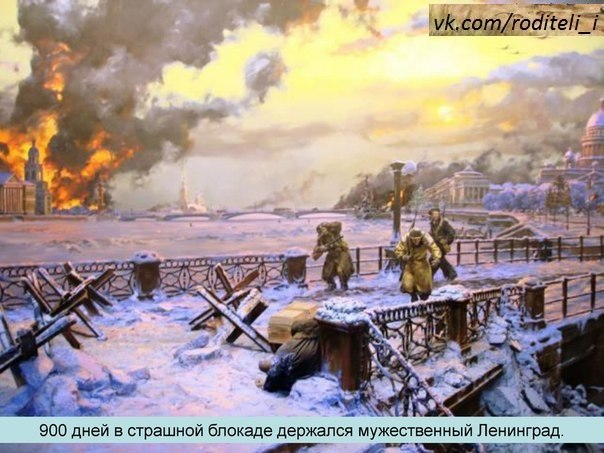 vk.com/roditeli_i
900 дней в страшной блокаде держался мужественный Ленинград.